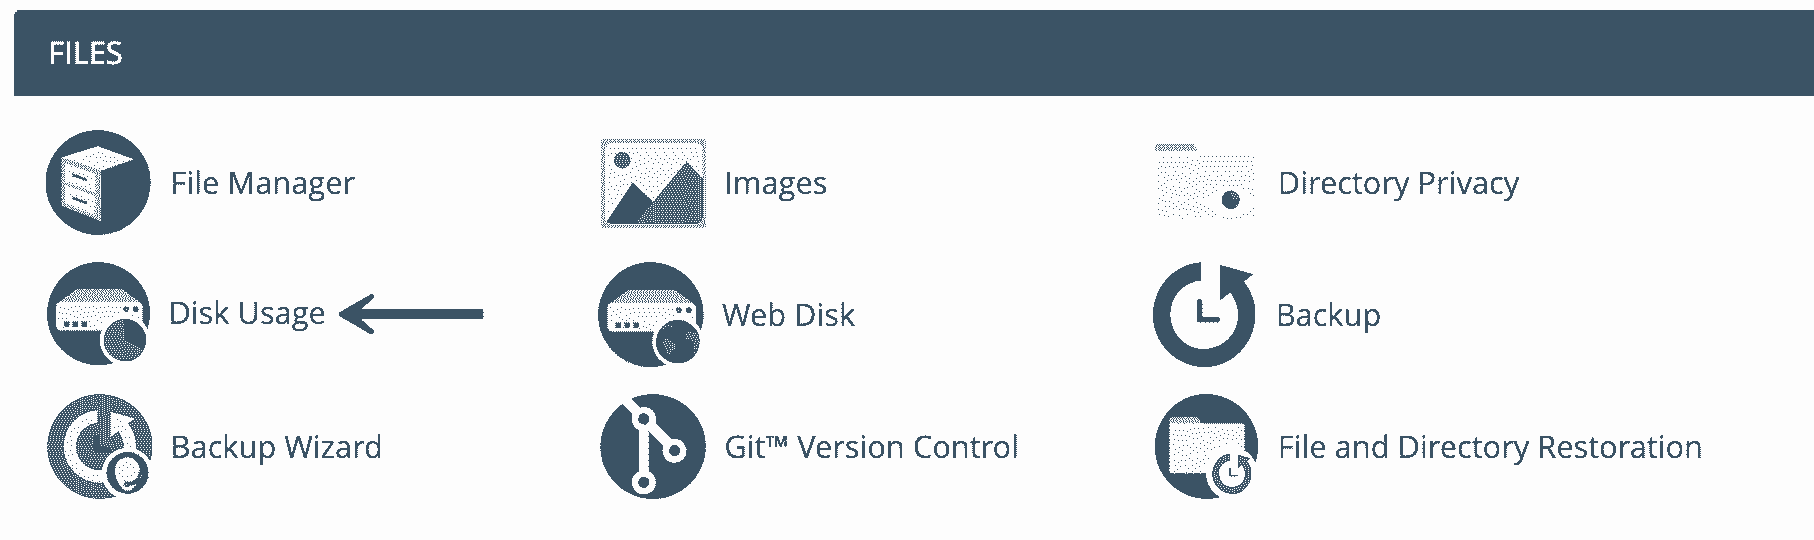 FILES
File Manager
Images
Directory Privacy
Disk Usage
Web Disk
Backup
Backup Wizard
Git™ Version Control
File and Directory Restoration